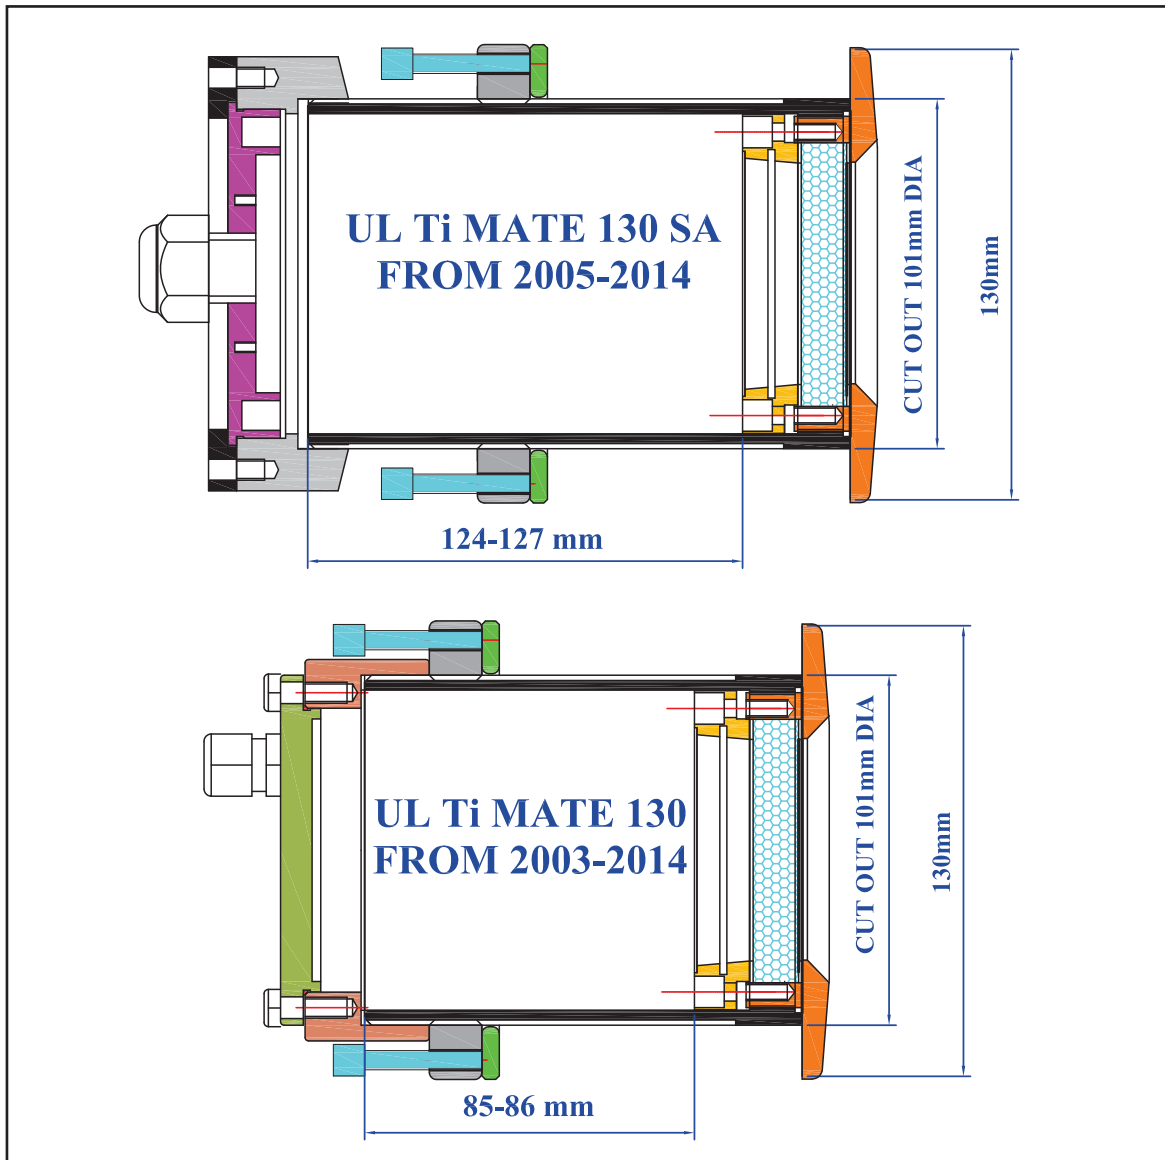 UL Ti MATE 130 SA
FROM 2005-2014
CUT OUT 101mm DIA
130mm
124-127 mm
UL Ti MATE 130
FROM 2003-2014
CUT OUT 101mm DIA
130mm
85-86 mm